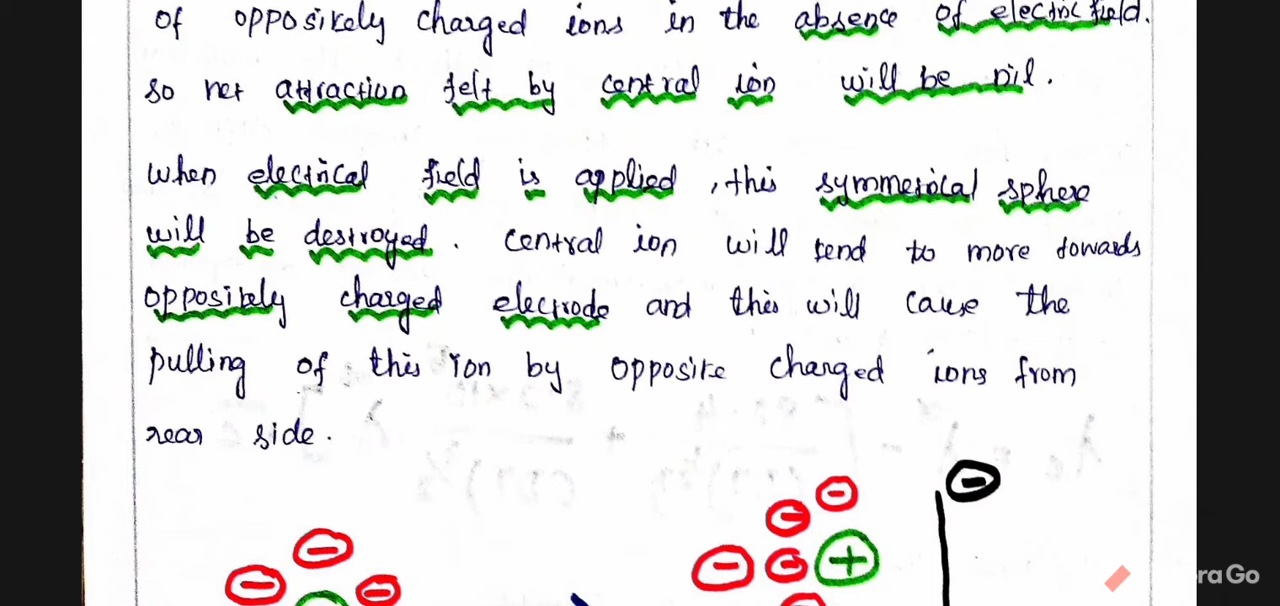 of oppositely charged ions in the absence of electric field.
so net attraction felt by central ion will be nil.
when electrical field is applied, this symmetrical sphere
will be destroyed. Central ion will tend to move towards
oppositely charged electrode and this will cause the
pulling of this ion by opposite charged ions from
rear side.
- - - -
- - - - +
-
ra Go